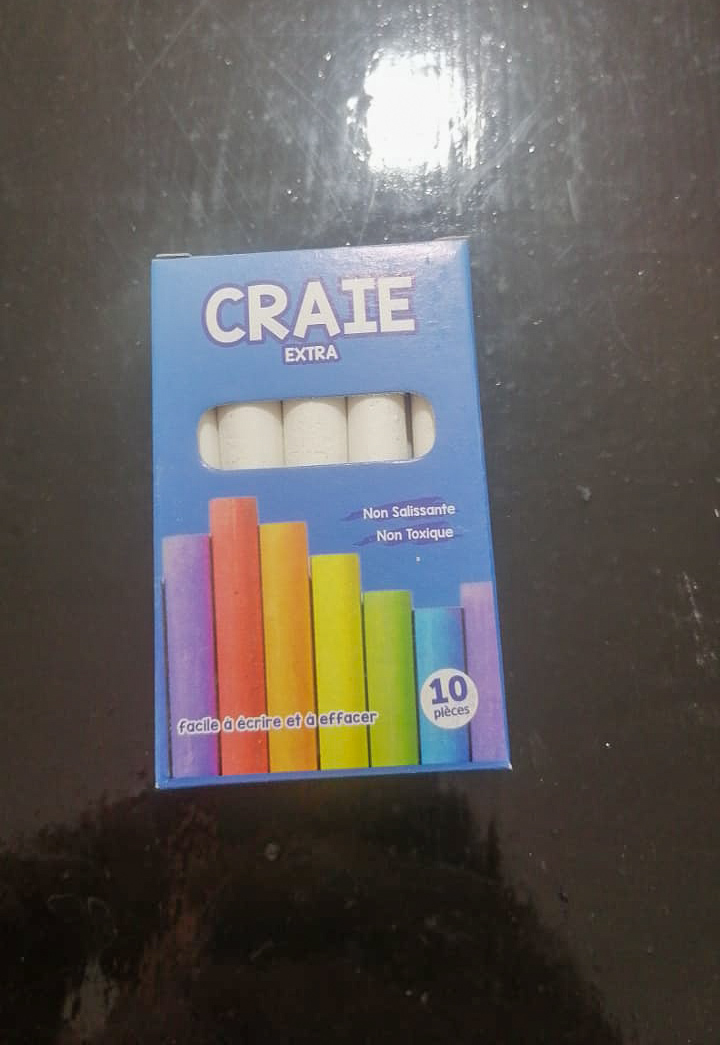 CRAIE
EXTRA
Non Salissante
Non Toxique
10
pièces
facile à écrire et à effacer